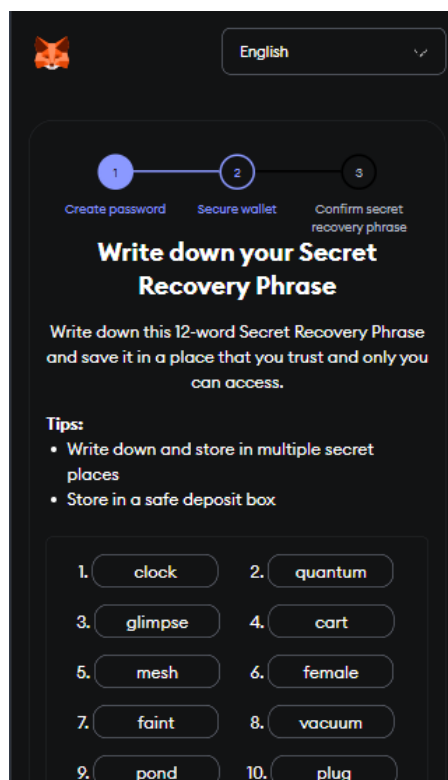 English
1 2 3
Create password Secure wallet Confirm secret
recovery phrase
Write down your Secret
Recovery Phrase
Write down this 12-word Secret Recovery Phrase
and save it in a place that you trust and only you
can access.
Tips:
• Write down and store in multiple secret
places
• Store in a safe deposit box
1. clock 2. quantum
3. glimpse 4. cart
5. mesh 6. female
7. faint 8. vacuum
9. pond 10. plug